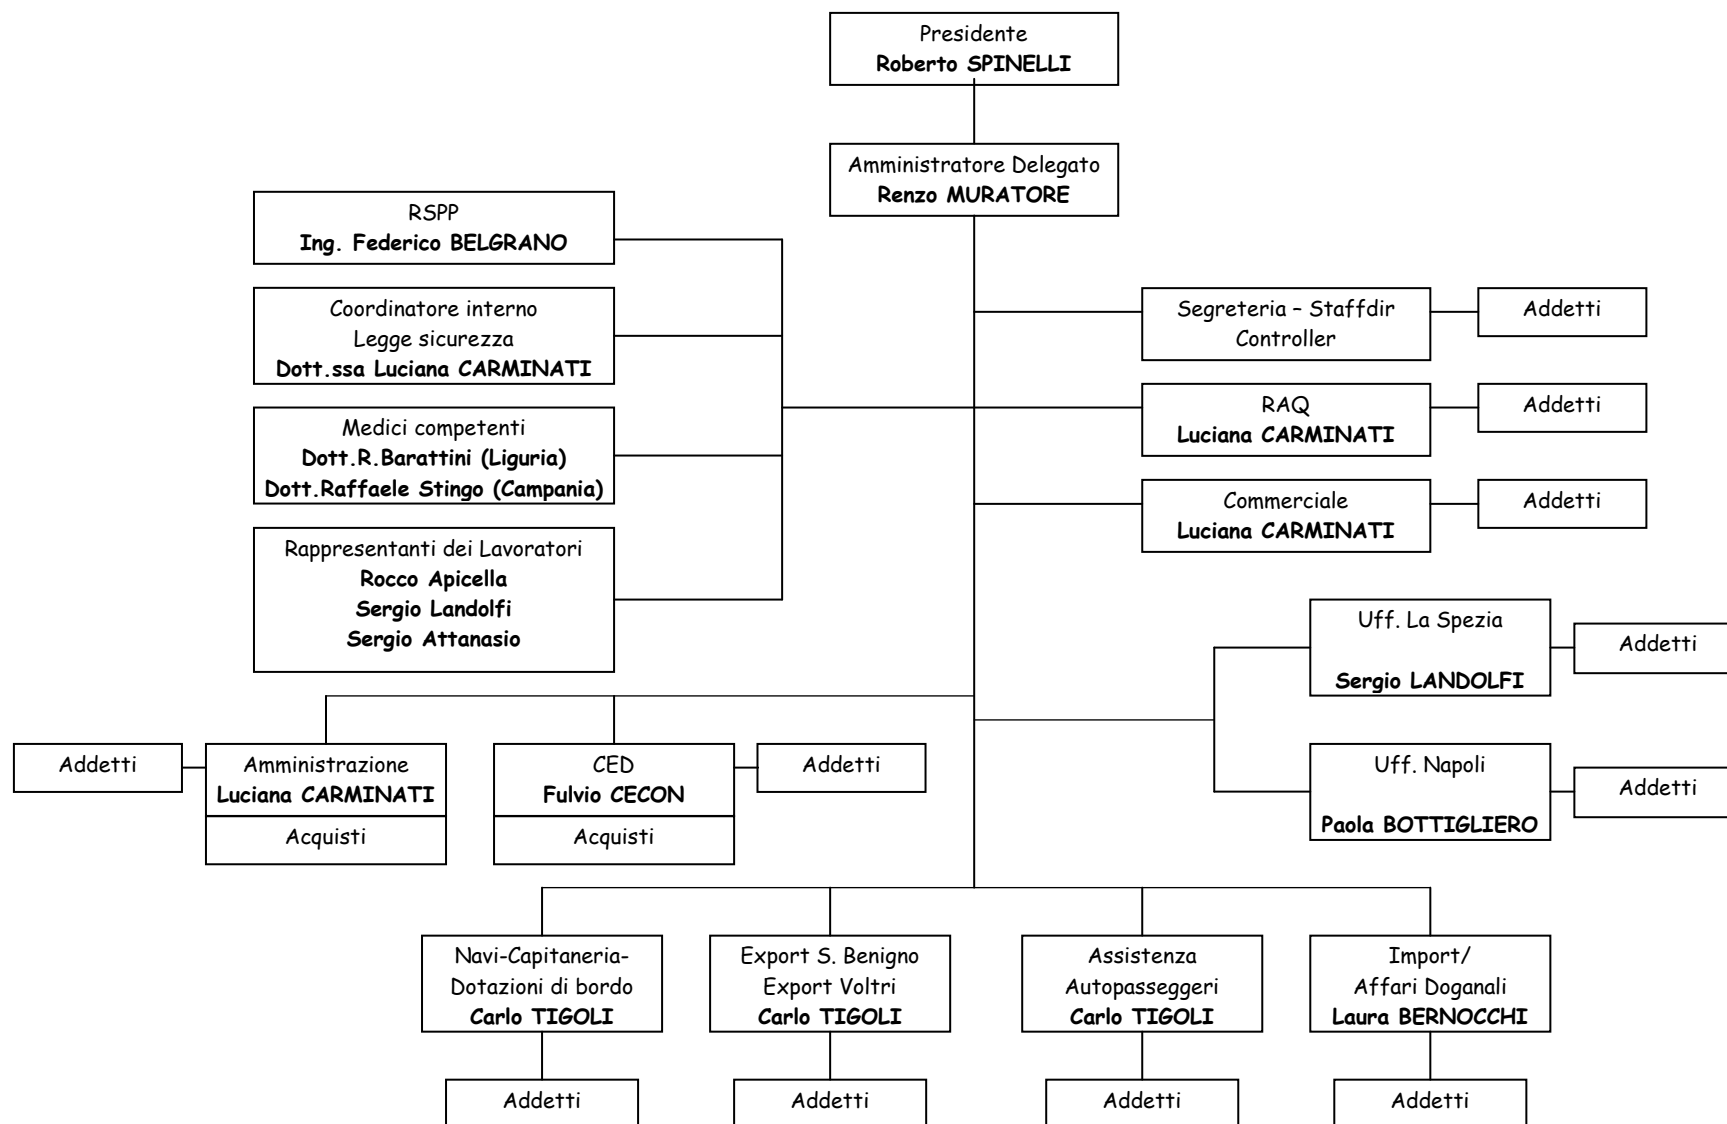 Presidente
Roberto SPINELLI
Amministratore Delegato
Renzo MURATORE
RSPP
Ing. Federico BELGRANO
Coordinatore interno
Legge sicurezza
Dott.ssa Luciana CARMINATI
Medici competenti
Dott.R.Barattini (Liguria)
Dott.Raffaele Stingo (Campania)
Rappresentanti dei Lavoratori
Rocco Apicella
Sergio Landolfi
Sergio Attanasio
Segreteria – Staffdir
Controller
Addetti
RAQ
Luciana CARMINATI
Addetti
Commerciale
Luciana CARMINATI
Addetti
Uff. La Spezia
Sergio LANDOLFI
Addetti
Uff. Napoli
Paola BOTTIGLIERO
Addetti
Addetti
Amministrazione
Luciana CARMINATI
Acquisti
CED
Fulvio CECON
Acquisti
Addetti
Navi-Capitaneria-
Dotazioni di bordo
Carlo TIGOLI
Addetti
Export S. Benigno
Export Voltri
Carlo TIGOLI
Addetti
Assistenza
Autopasseggeri
Carlo TIGOLI
Addetti
Import/
Affari Doganali
Laura BERNOCCHI
Addetti